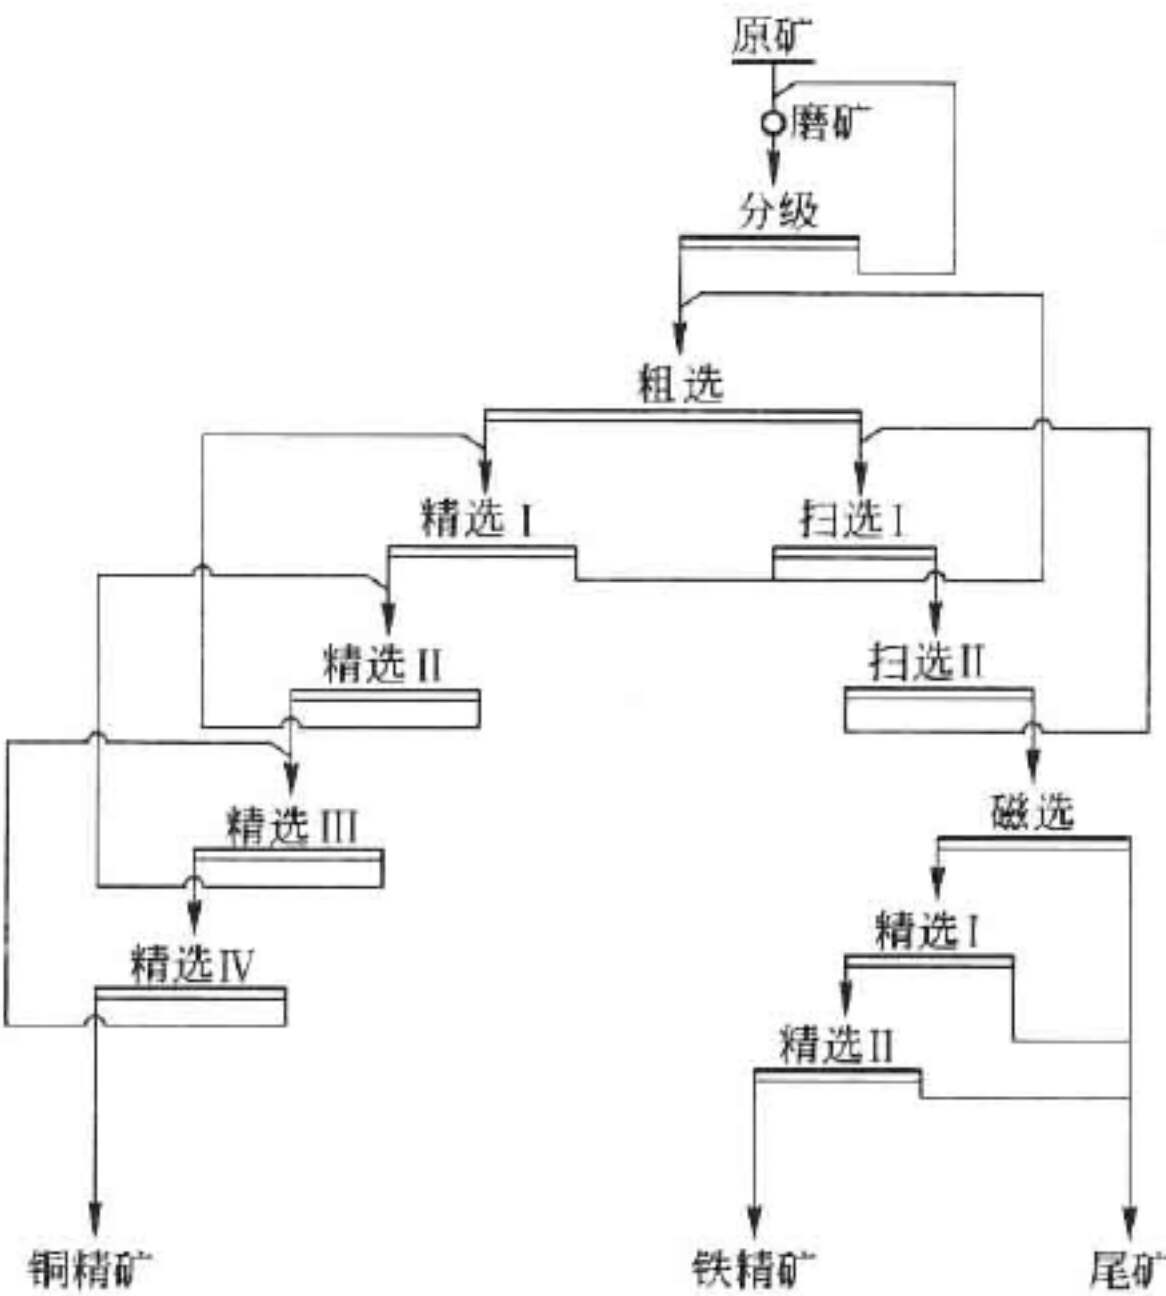 原矿
磨矿
分级
粗选
精选 I
扫选 I
精选 II
扫选 II
精选 III
磁选
精选 IV
精选 I
精选 II
铜精矿
铁精矿
尾矿